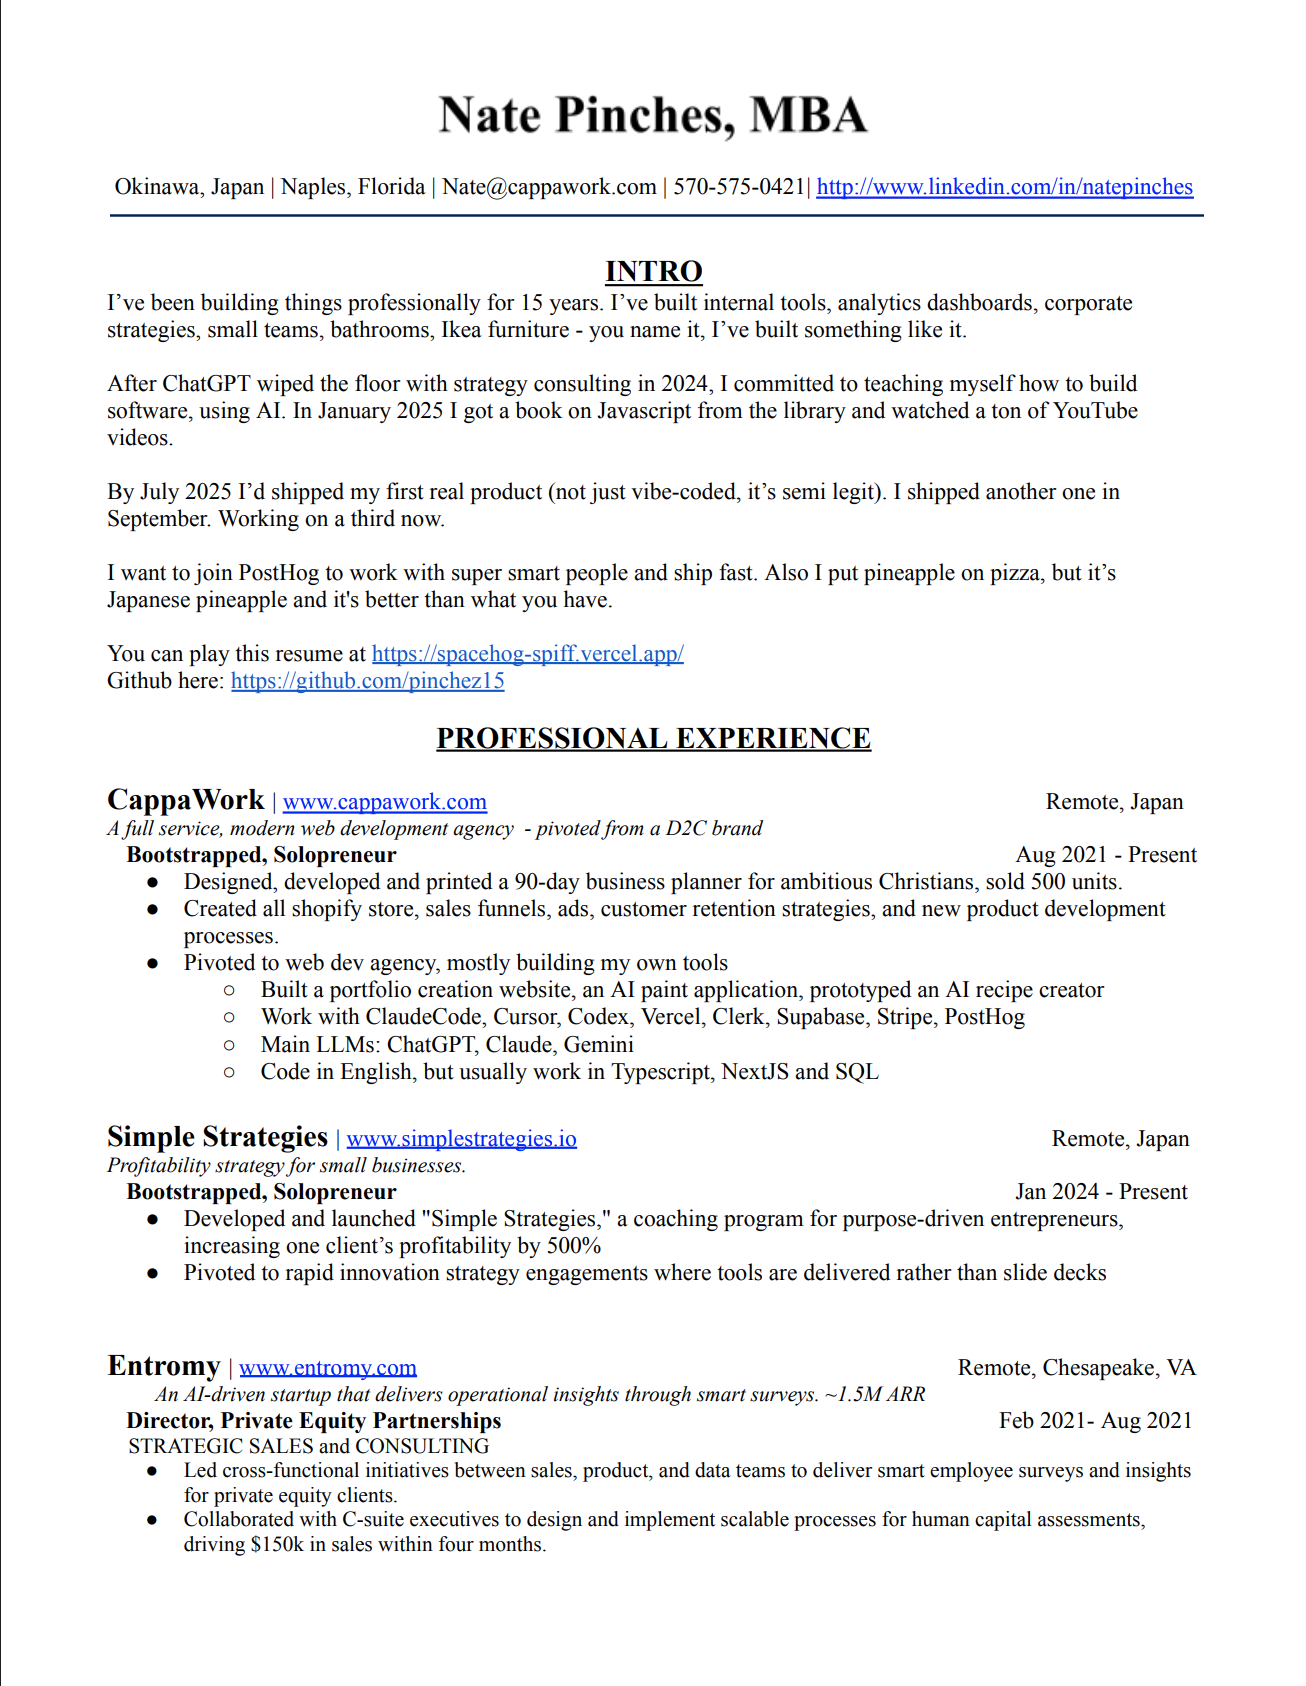 Nate Pinches, MBA
Okinawa, Japan | Naples, Florida | Nate@cappawork.com | 570-575-0421| http://www.linkedin.com/in/natepinches
INTRO
I’ve been building things professionally for 15 years. I’ve built internal tools, analytics dashboards, corporate
strategies, small teams, bathrooms, Ikea furniture - you name it, I’ve built something like it.
After ChatGPT wiped the floor with strategy consulting in 2024, I committed to teaching myself how to build
software, using AI. In January 2025 I got a book on Javascript from the library and watched a ton of YouTube
videos.
By July 2025 I’d shipped my first real product (not just vibe-coded, it’s semi legit). I shipped another one in
September. Working on a third now.
I want to join PostHog to work with super smart people and ship fast. Also I put pineapple on pizza, but it’s
Japanese pineapple and it's better than what you have.
You can play this resume at https://spacehog-spiff.vercel.app/
Github here: https://github.com/pinchez15
PROFESSIONAL EXPERIENCE
CappaWork | www.cappawork.com Remote, Japan
A full service, modern web development agency - pivoted from a D2C brand
Bootstrapped, Solopreneur Aug 2021 - Present
● Designed, developed and printed a 90-day business planner for ambitious Christians, sold 500 units.
● Created all shopify store, sales funnels, ads, customer retention strategies, and new product development
processes.
● Pivoted to web dev agency, mostly building my own tools
○ Built a portfolio creation website, an AI paint application, prototyped an AI recipe creator
○ Work with ClaudeCode, Cursor, Codex, Vercel, Clerk, Supabase, Stripe, PostHog
○ Main LLMs: ChatGPT, Claude, Gemini
○ Code in English, but usually work in Typescript, NextJS and SQL
Simple Strategies | www.simplestrategies.io Remote, Japan
Profitability strategy for small businesses.
Bootstrapped, Solopreneur Jan 2024 - Present
● Developed and launched "Simple Strategies," a coaching program for purpose-driven entrepreneurs,
increasing one client’s profitability by 500%
● Pivoted to rapid innovation strategy engagements where tools are delivered rather than slide decks
Entromy | www.entromy.com Remote, Chesapeake, VA
An AI-driven startup that delivers operational insights through smart surveys. ~1.5M ARR
Director, Private Equity Partnerships Feb 2021- Aug 2021
STRATEGIC SALES and CONSULTING
● Led cross-functional initiatives between sales, product, and data teams to deliver smart employee surveys and insights
for private equity clients.
● Collaborated with C-suite executives to design and implement scalable processes for human capital assessments,
driving $150k in sales within four months.